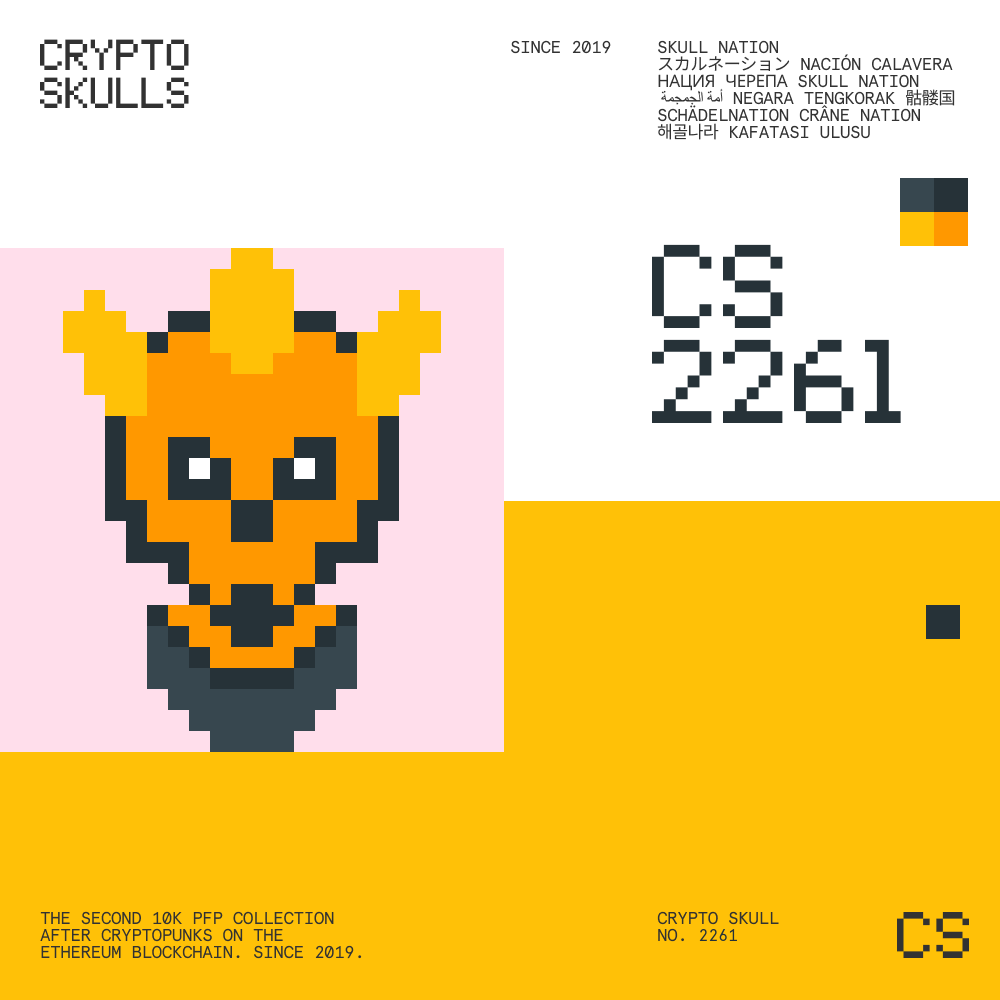 CRYPTO
SKULLS
SINCE 2019
SKULL NATION
スカルネーション NACIÓN CALAVERA
НАЦИЯ ЧЕРЕПА SKULL NATION
أمة الجمجمة NEGARA TENGKORAK 骷髅国
SCHÄDELNATION CRÂNE NATION
해골나라 KAFATASI ULUSU
CS
2261
THE SECOND 10K PFP COLLECTION
AFTER CRYPTOPUNKS ON THE
ETHEREUM BLOCKCHAIN. SINCE 2019.
CRYPTO SKULL
NO. 2261
CS